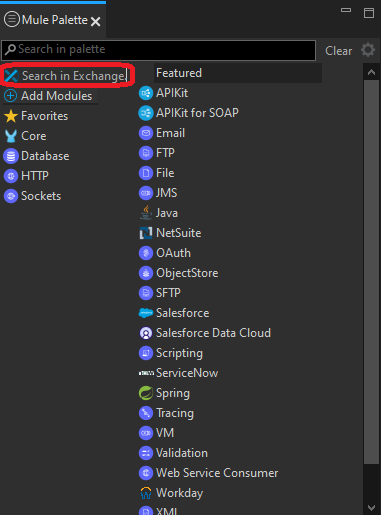 Mule Palette
Search in palette
Clear
Search in Exchange
Add Modules
Favorites
Core
Database
HTTP
Sockets
Featured
APIKit
APIKit for SOAP
Email
FTP
File
JMS
Java
NetSuite
OAuth
ObjectStore
SFTP
Salesforce
Salesforce Data Cloud
Scripting
ServiceNow
Spring
Tracing
VM
Validation
Web Service Consumer
Workday
XML